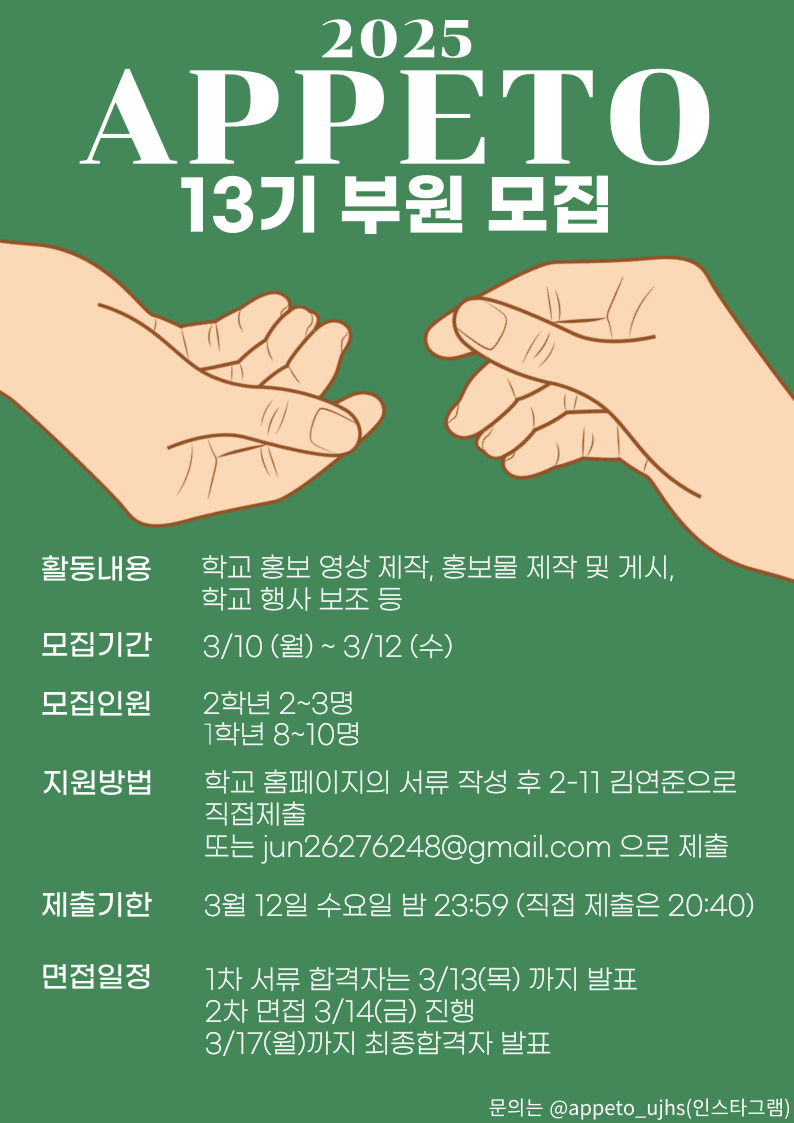 2025
APPETO
13기 부원 모집
활동내용 학교 홍보 영상 제작, 홍보물 제작 및 게시,
학교 행사 보조 등
모집기간 3/10 (월) ~ 3/12 (수)
모집인원 2학년 2~3명
1학년 8~10명
지원방법 학교 홈페이지의 서류 작성 후 2-11 김연준으로
직접제출
또는 jun26276248@gmail.com 으로 제출
제출기한 3월 12일 수요일 밤 23:59 (직접 제출은 20:40)
면접일정 1차 서류 합격자는 3/13(목) 까지 발표
2차 면접 3/14(금) 진행
3/17(월)까지 최종합격자 발표
문의는 @appeto_ujhs(인스타그램)